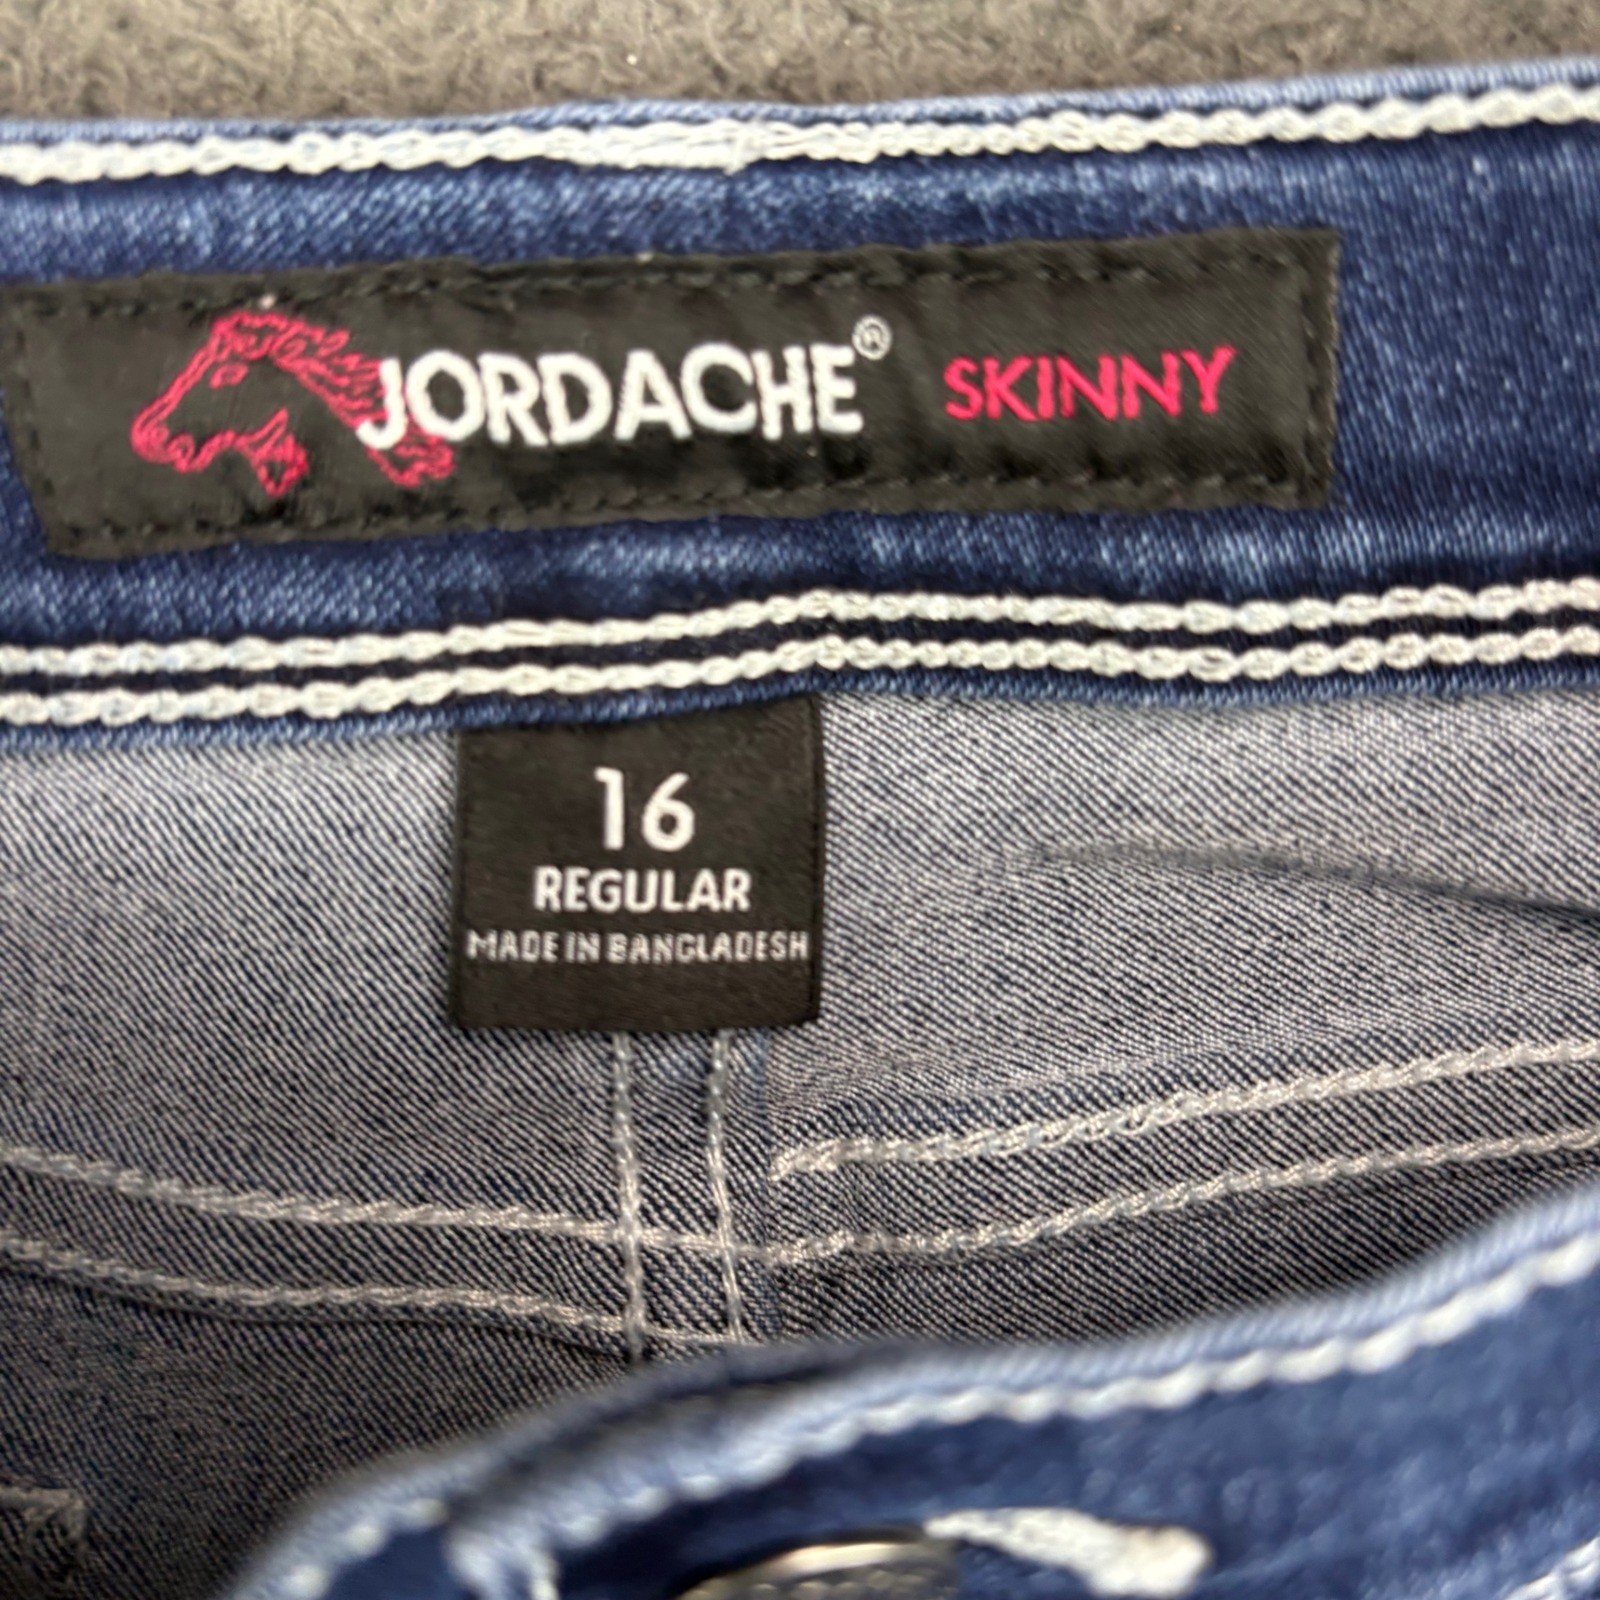 JORDACHE® SKINNY
16
REGULAR
MADE IN BANGLADESH